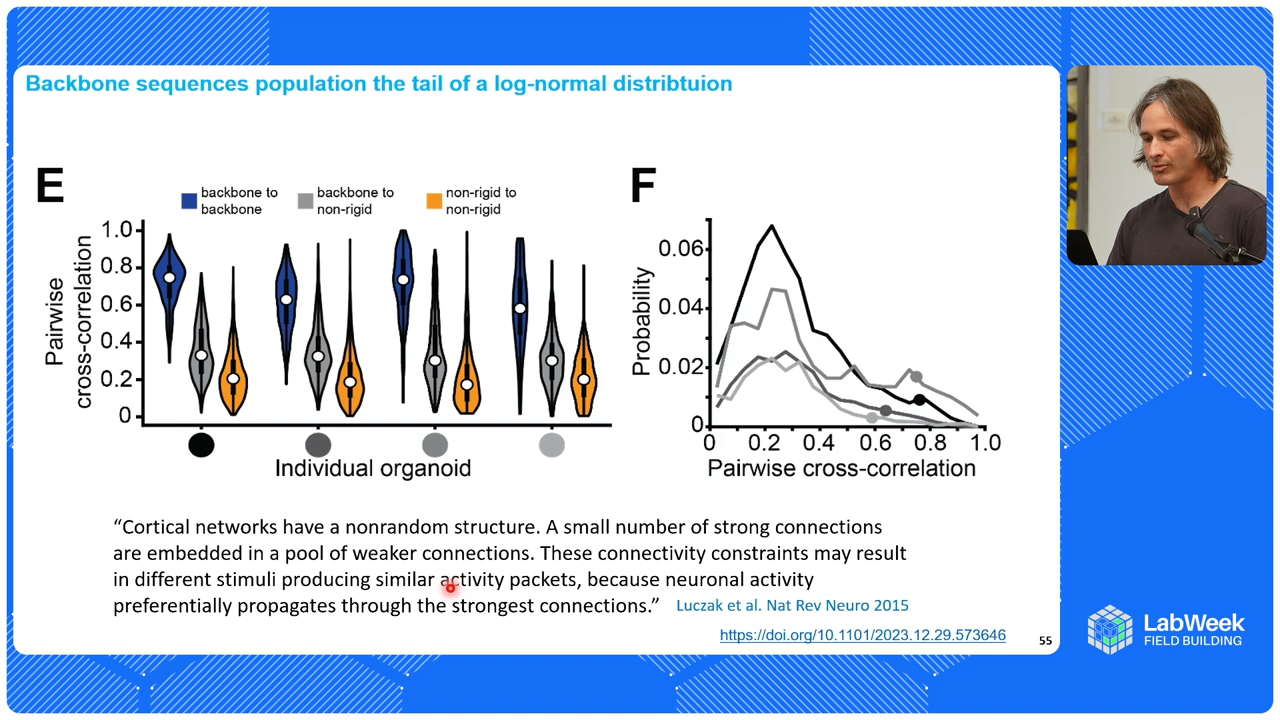 Backbone sequences population the tail of a log-normal distribtuion
E
backbone to
backbone
backbone to
non-rigid
non-rigid to
non-rigid
Pairwise
cross-correlation
1.0
0.8
0.6
0.4
0.2
0
Individual organoid
F
Probability
0.06
0.04
0.02
0
0 0.2 0.4 0.6 0.8 1.0
Pairwise cross-correlation
“Cortical networks have a nonrandom structure. A small number of strong connections
are embedded in a pool of weaker connections. These connectivity constraints may result
in different stimuli producing similar activity packets, because neuronal activity
preferentially propagates through the strongest connections.” Luczak et al. Nat Rev Neuro 2015
https://doi.org/10.1101/2023.12.29.573646
55
LabWeek
FIELD BUILDING